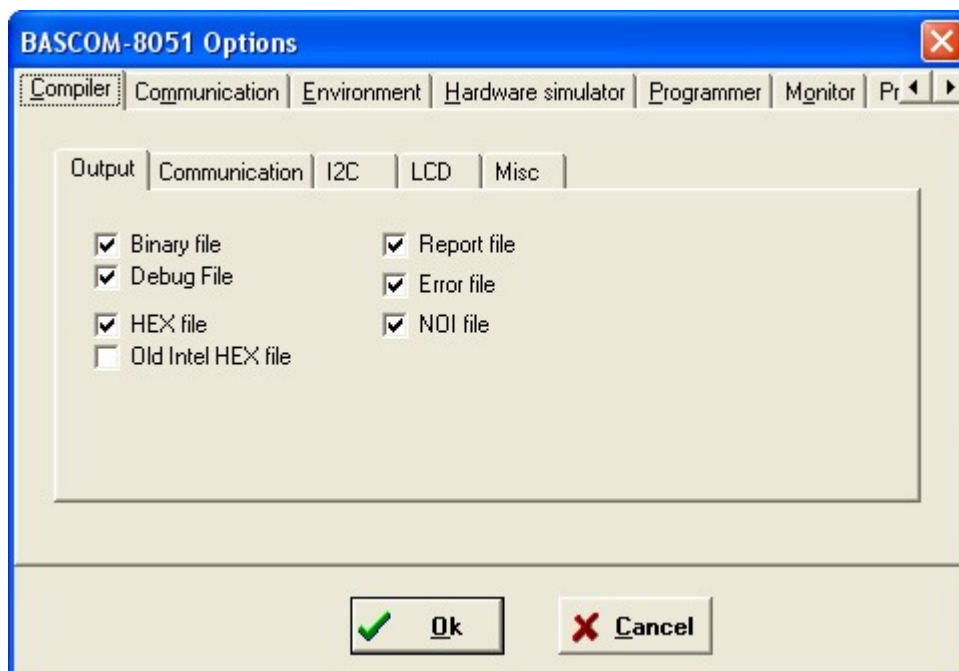 BASCOM-8051 Options
Compiler Communication Environment Hardware simulator Programmer Monitor Pr
Output Communication I2C LCD Misc
Binary file Report file
Debug File Error file
HEX file NOI file
Old Intel HEX file
Ok Cancel